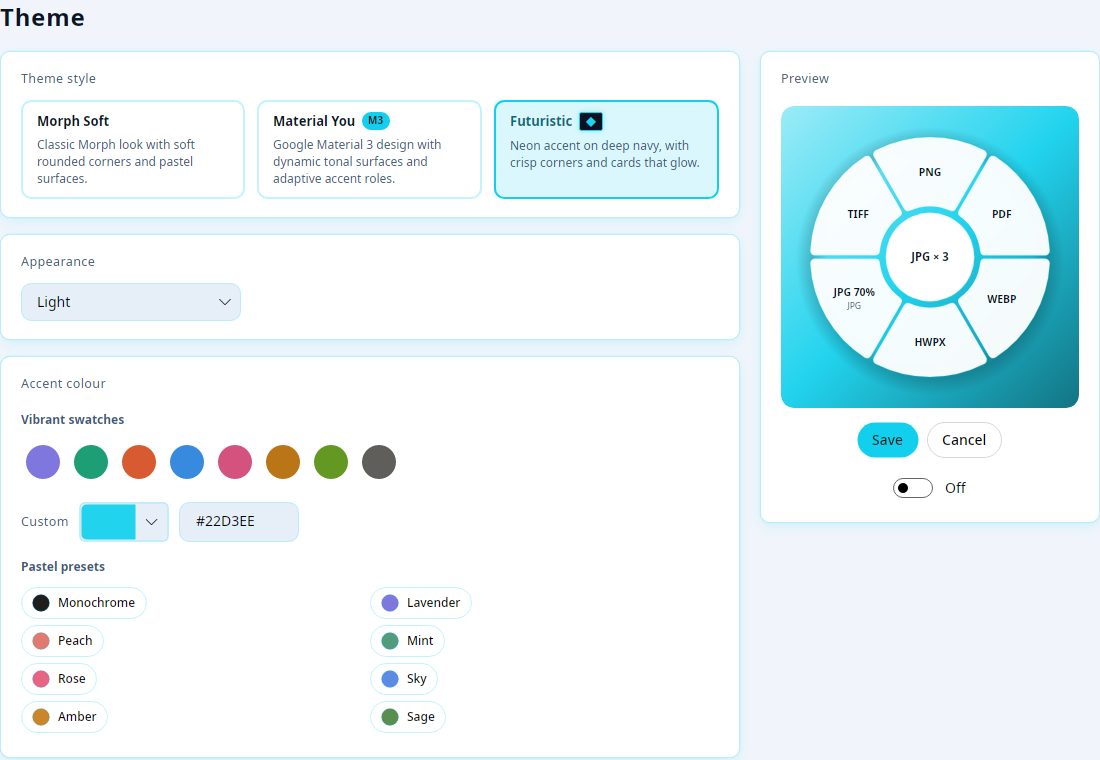 Theme
Theme style
Morph Soft
Classic Morph look with soft
rounded corners and pastel
surfaces.
Material You M3
Google Material 3 design with
dynamic tonal surfaces and
adaptive accent roles.
Futuristic
Neon accent on deep navy, with
crisp corners and cards that glow.
Appearance
Light
Accent colour
Vibrant swatches
Custom
#22D3EE
Pastel presets
Monochrome
Lavender
Peach
Mint
Rose
Sky
Amber
Sage
Preview
PNG
TIFF
PDF
JPG × 3
JPG 70%
JPG
WEBP
HWPX
Save
Cancel
Off